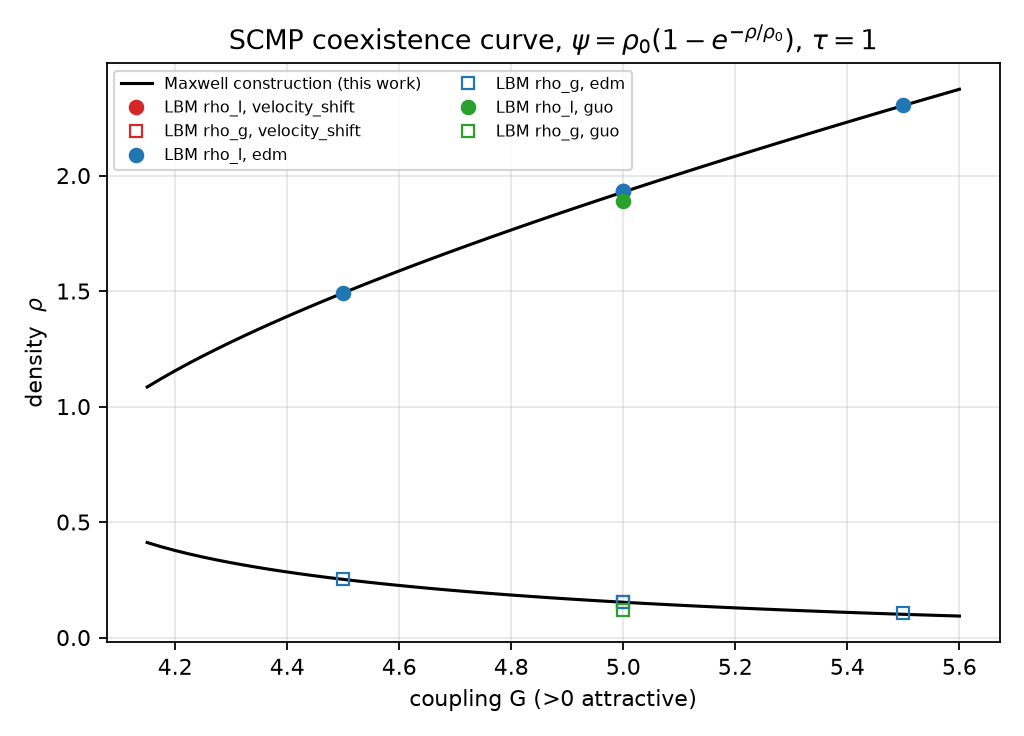 SCMP coexistence curve, ψ = ρ₀(1 − e^{−ρ/ρ₀}), τ = 1
Maxwell construction (this work)
LBM rho_l, velocity_shift
LBM rho_g, velocity_shift
LBM rho_l, edm
LBM rho_g, edm
LBM rho_l, guo
LBM rho_g, guo
density ρ
2.0
1.5
1.0
0.5
0.0
4.2 4.4 4.6 4.8 5.0 5.2 5.4 5.6
coupling G (>0 attractive)